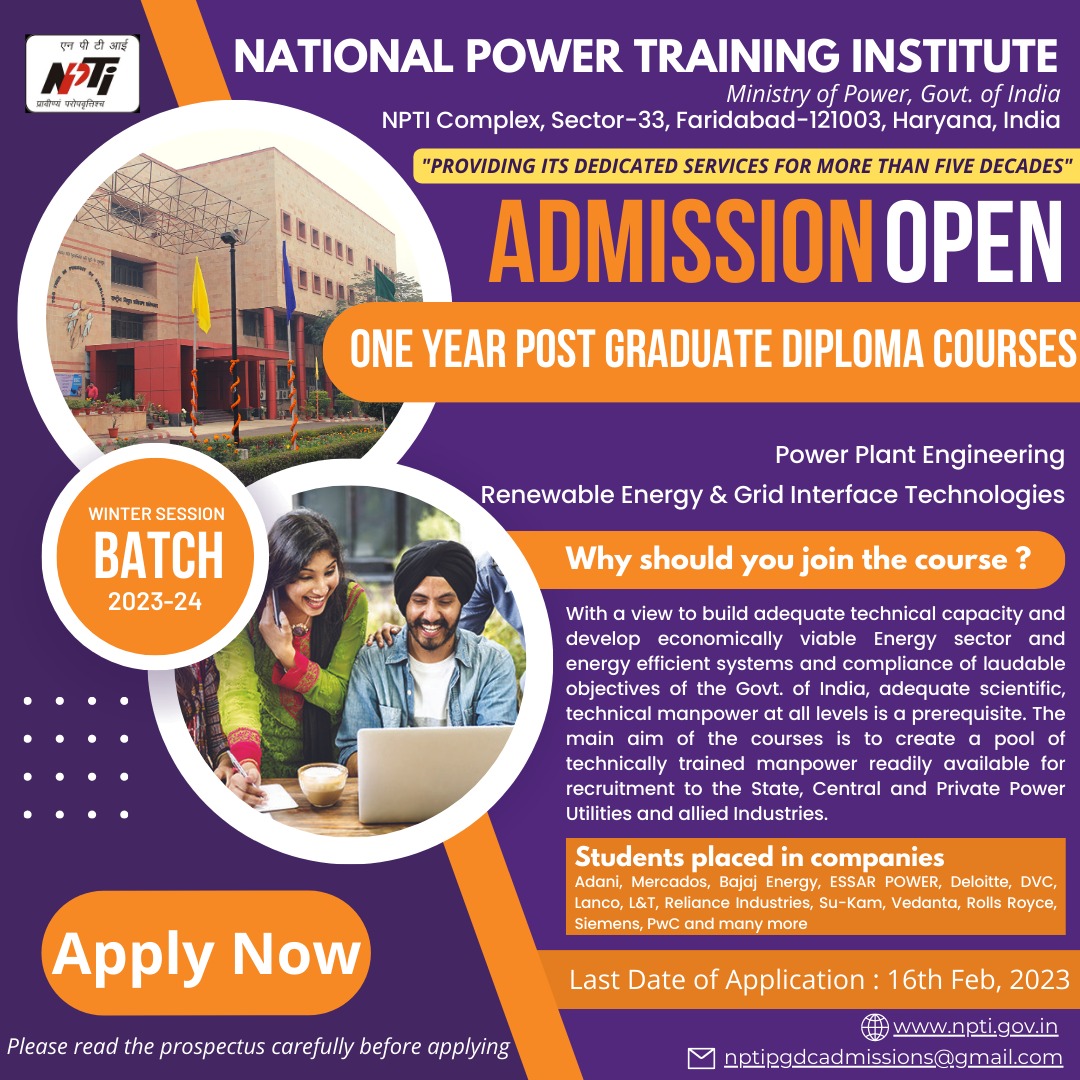 एन पी टी आई
NPTI
प्रावीण्यं परोपवृत्तिश्च
NATIONAL POWER TRAINING INSTITUTE
Ministry of Power, Govt. of India
NPTI Complex, Sector-33, Faridabad-121003, Haryana, India
"PROVIDING ITS DEDICATED SERVICES FOR MORE THAN FIVE DECADES"
ADMISSION OPEN
ONE YEAR POST GRADUATE DIPLOMA COURSES
Power Plant Engineering
Renewable Energy & Grid Interface Technologies
WINTER SESSION
BATCH
2023-24
Why should you join the course ?
With a view to build adequate technical capacity and
develop economically viable Energy sector and
energy efficient systems and compliance of laudable
objectives of the Govt. of India, adequate scientific,
technical manpower at all levels is a prerequisite. The
main aim of the courses is to create a pool of
technically trained manpower readily available for
recruitment to the State, Central and Private Power
Utilities and allied Industries.
Students placed in companies
Adani, Mercados, Bajaj Energy, ESSAR POWER, Deloitte, DVC,
Lanco, L&T, Reliance Industries, Su-Kam, Vedanta, Rolls Royce,
Siemens, PwC and many more
Apply Now
Last Date of Application : 16th Feb, 2023
www.npti.gov.in
Please read the prospectus carefully before applying
nptipgdcadmissions@gmail.com